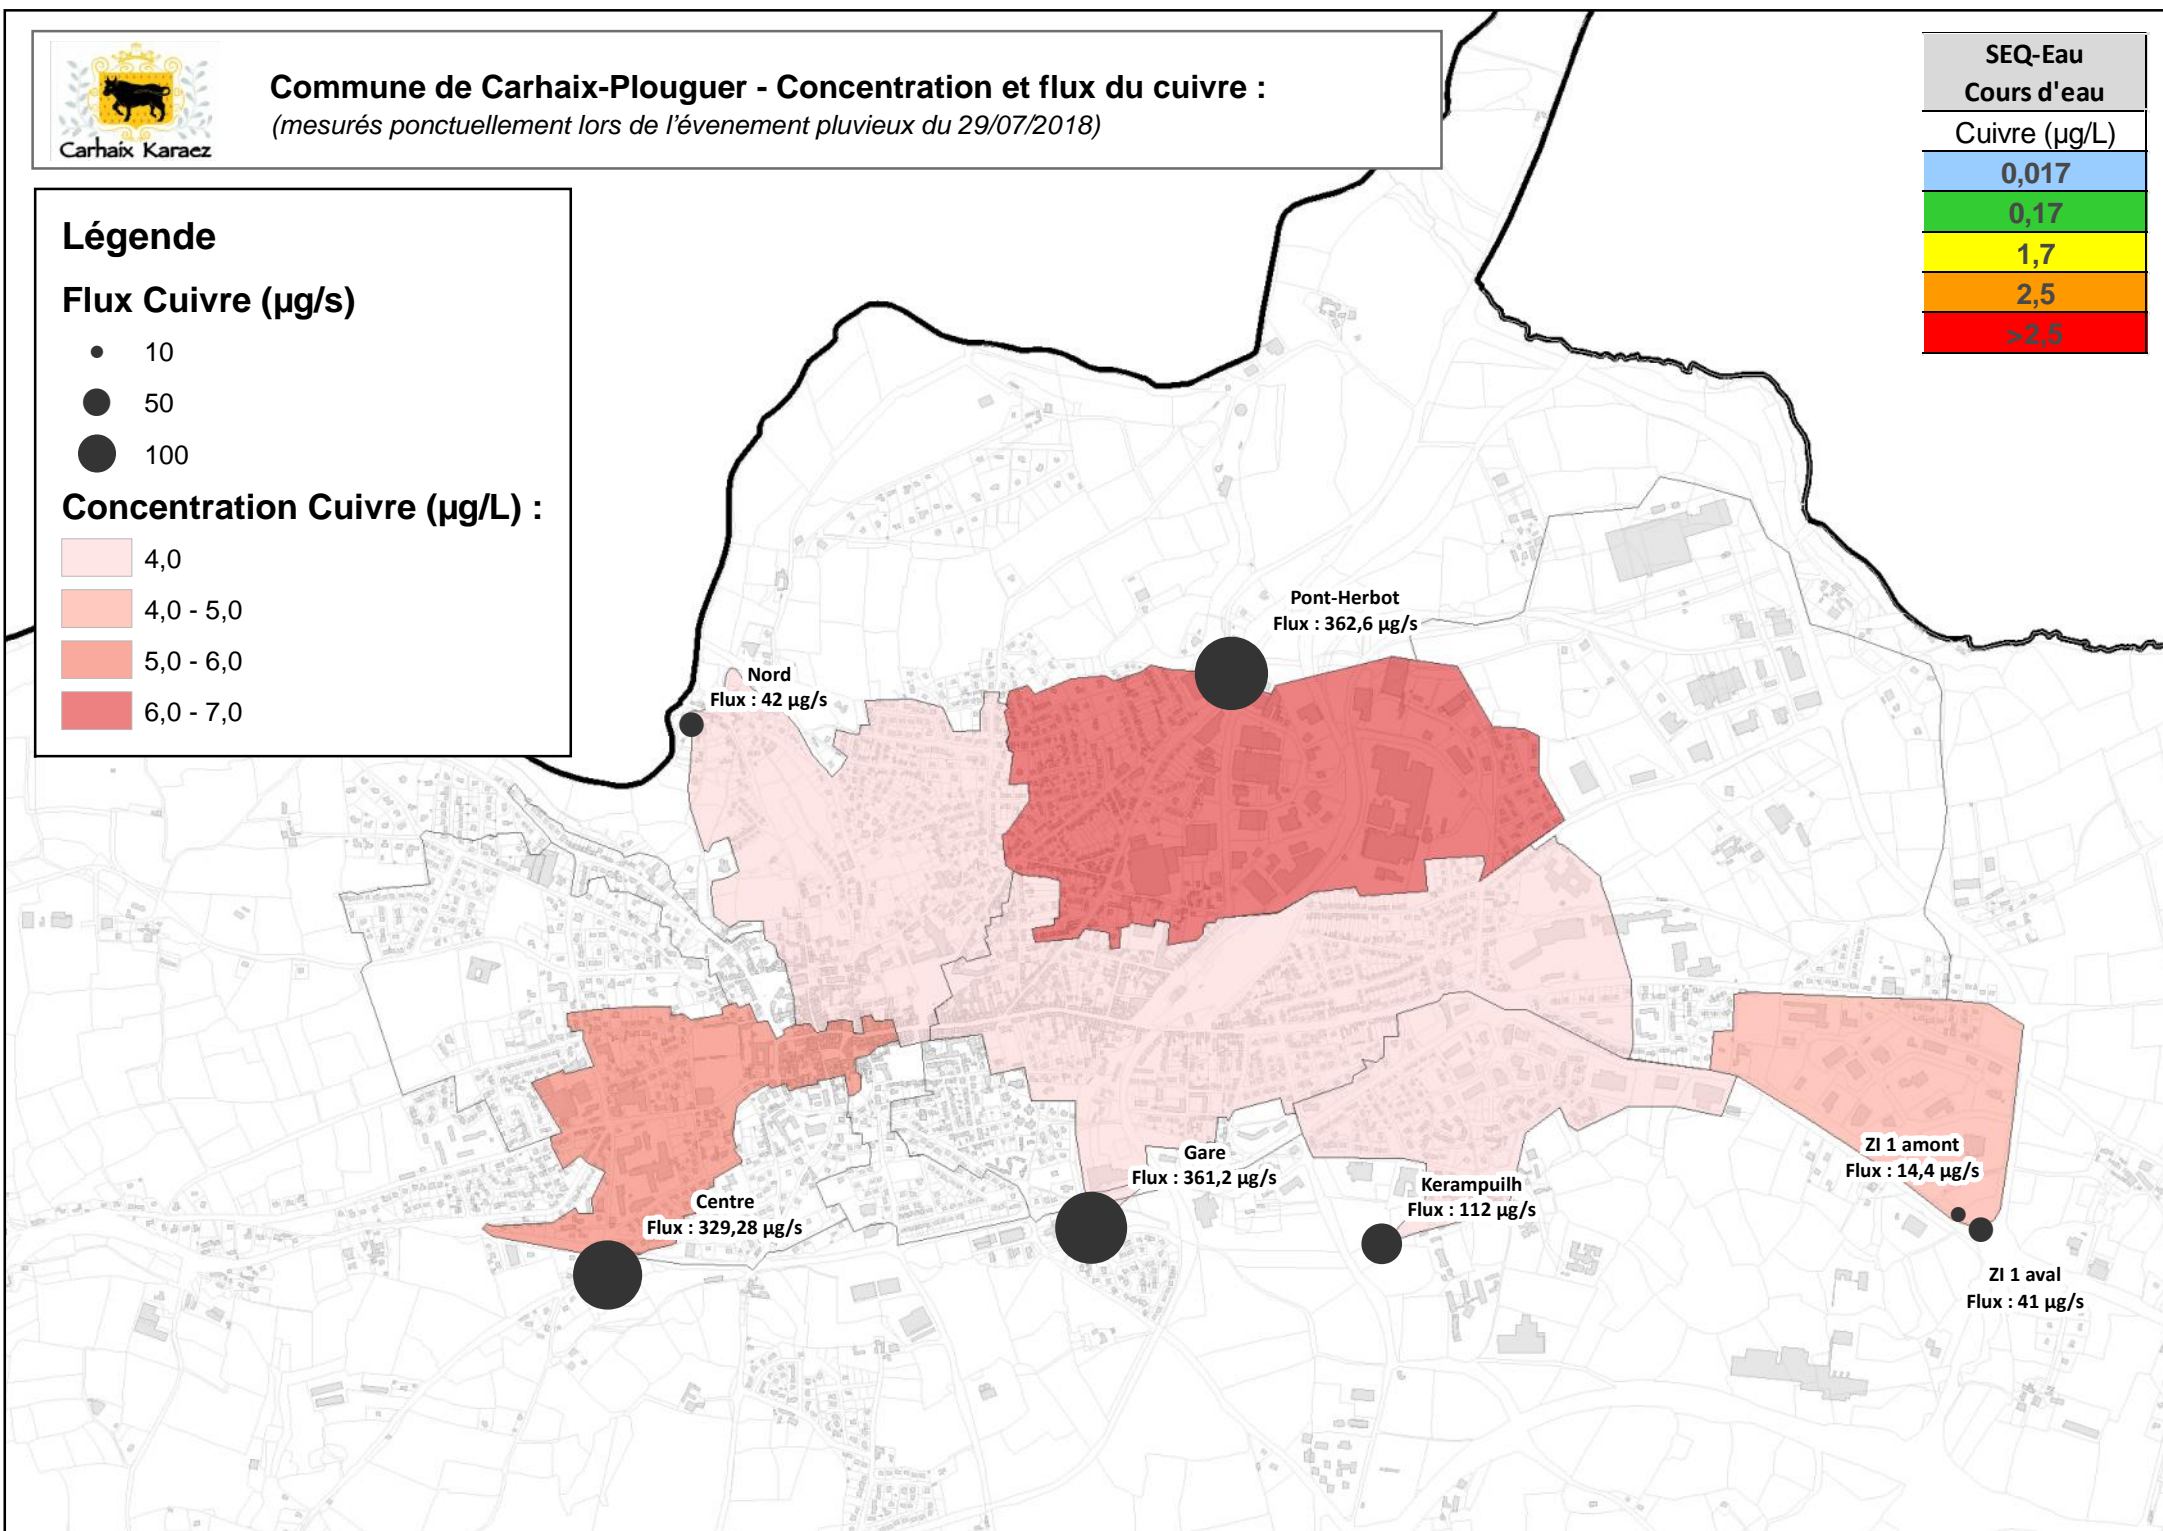 Carhaix Karaez
Commune de Carhaix-Plouguer - Concentration et flux du cuivre :
(mesurés ponctuellement lors de l'évenement pluvieux du 29/07/2018)
SEQ-Eau
Cours d'eau
Cuivre (µg/L)
0,017
0,17
1,7
2,5
>2,5
Légende
Flux Cuivre (µg/s)
10
50
100
Concentration Cuivre (µg/L) :
4,0
4,0 - 5,0
5,0 - 6,0
6,0 - 7,0
Pont-Herbot
Flux : 362,6 µg/s
Nord
Flux : 42 µg/s
Gare
Flux : 361,2 µg/s
Kerampuilh
Flux : 112 µg/s
ZI 1 amont
Flux : 14,4 µg/s
Centre
Flux : 329,28 µg/s
ZI 1 aval
Flux : 41 µg/s